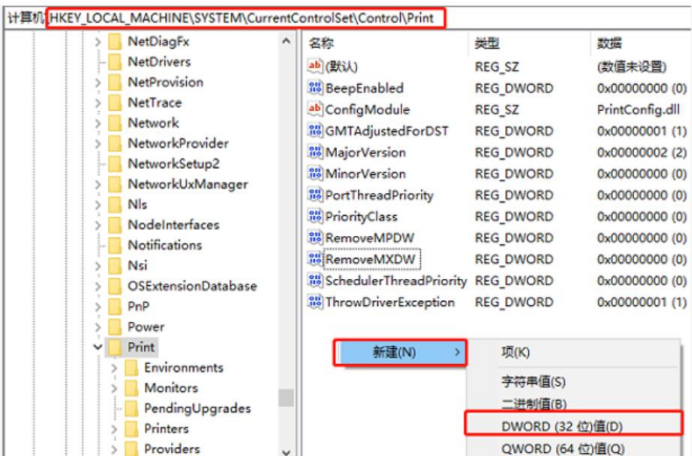 计算机\HKEY_LOCAL_MACHINE\SYSTEM\CurrentControlSet\Control\Print
NetDiagFx
NetDrivers
NetProvision
NetTrace
Network
NetworkProvider
NetworkSetup2
NetworkUxManager
Nls
NodeInterfaces
Notifications
Nsi
OSExtensionDatabase
PnP
Power
Print
Environments
Monitors
PendingUpgrades
Printers
Providers
名称 类型 数据
(默认) REG_SZ (数值未设置)
BeepEnabled REG_DWORD 0x00000000 (0)
ConfigModule REG_SZ PrintConfig.dll
GMTAdjustedForDST REG_DWORD 0x00000001 (1)
MajorVersion REG_DWORD 0x00000002 (2)
MinorVersion REG_DWORD 0x00000000 (0)
PortThreadPriority REG_DWORD 0x00000000 (0)
PriorityClass REG_DWORD 0x00000000 (0)
RemoveMPDW REG_DWORD 0x00000000 (0)
RemoveMXDW REG_DWORD 0x00000000 (0)
SchedulerThreadPriority REG_DWORD 0x00000000 (0)
ThrowDriverException REG_DWORD 0x00000001 (1)
新建(N) >
项(K)
字符串值(S)
二进制值(B)
DWORD (32 位)值(D)
QWORD (64 位)值(Q)